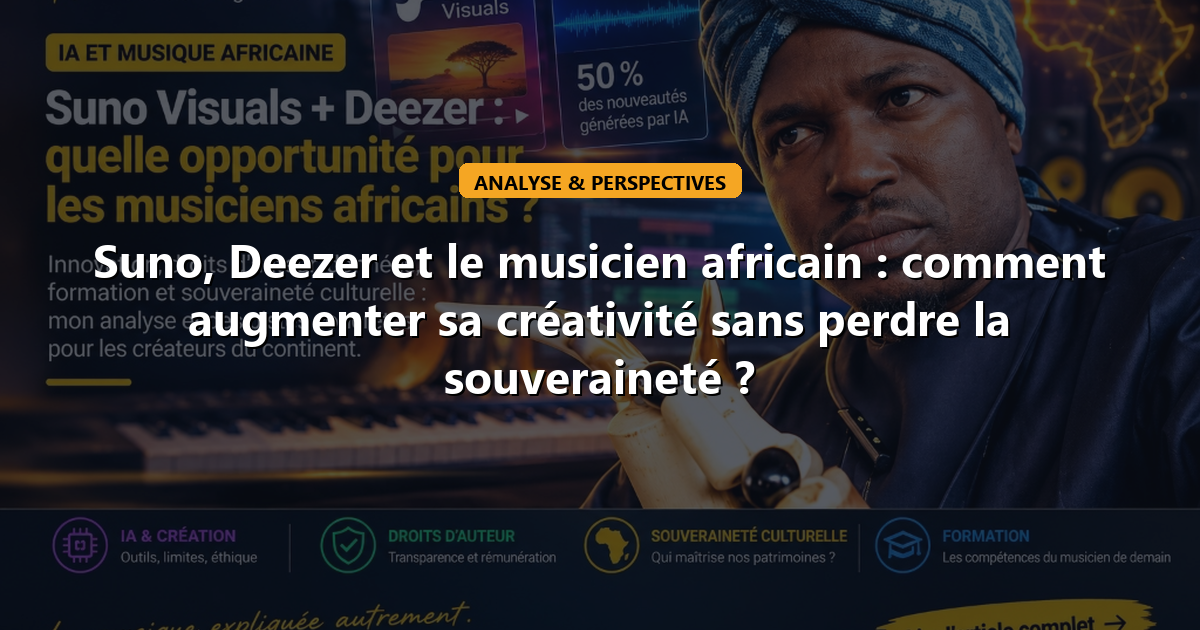 Visuals
IA ET MUSIQUE AFRICAINE
50 %
des nouveautés
générées par IA
Suno Visuals + Deezer :
quelle opportunité pour
les musiciens africains ?
ANALYSE & PERSPECTIVES
Suno, Deezer et le musicien africain : comment
augmenter sa créativité sans perdre la
souveraineté ?
formation et souveraineté culturelle :
mon analyse
pour les créateurs du continent.
IA & CRÉATION
Outils, limites, éthique
DROITS D'AUTEUR
Transparence et rémunération
SOUVERAINETÉ CULTURELLE
Qui maîtrise nos patrimoines ?
FORMATION
Les compétences du musicien de demain
expliquée autrement.
complet →